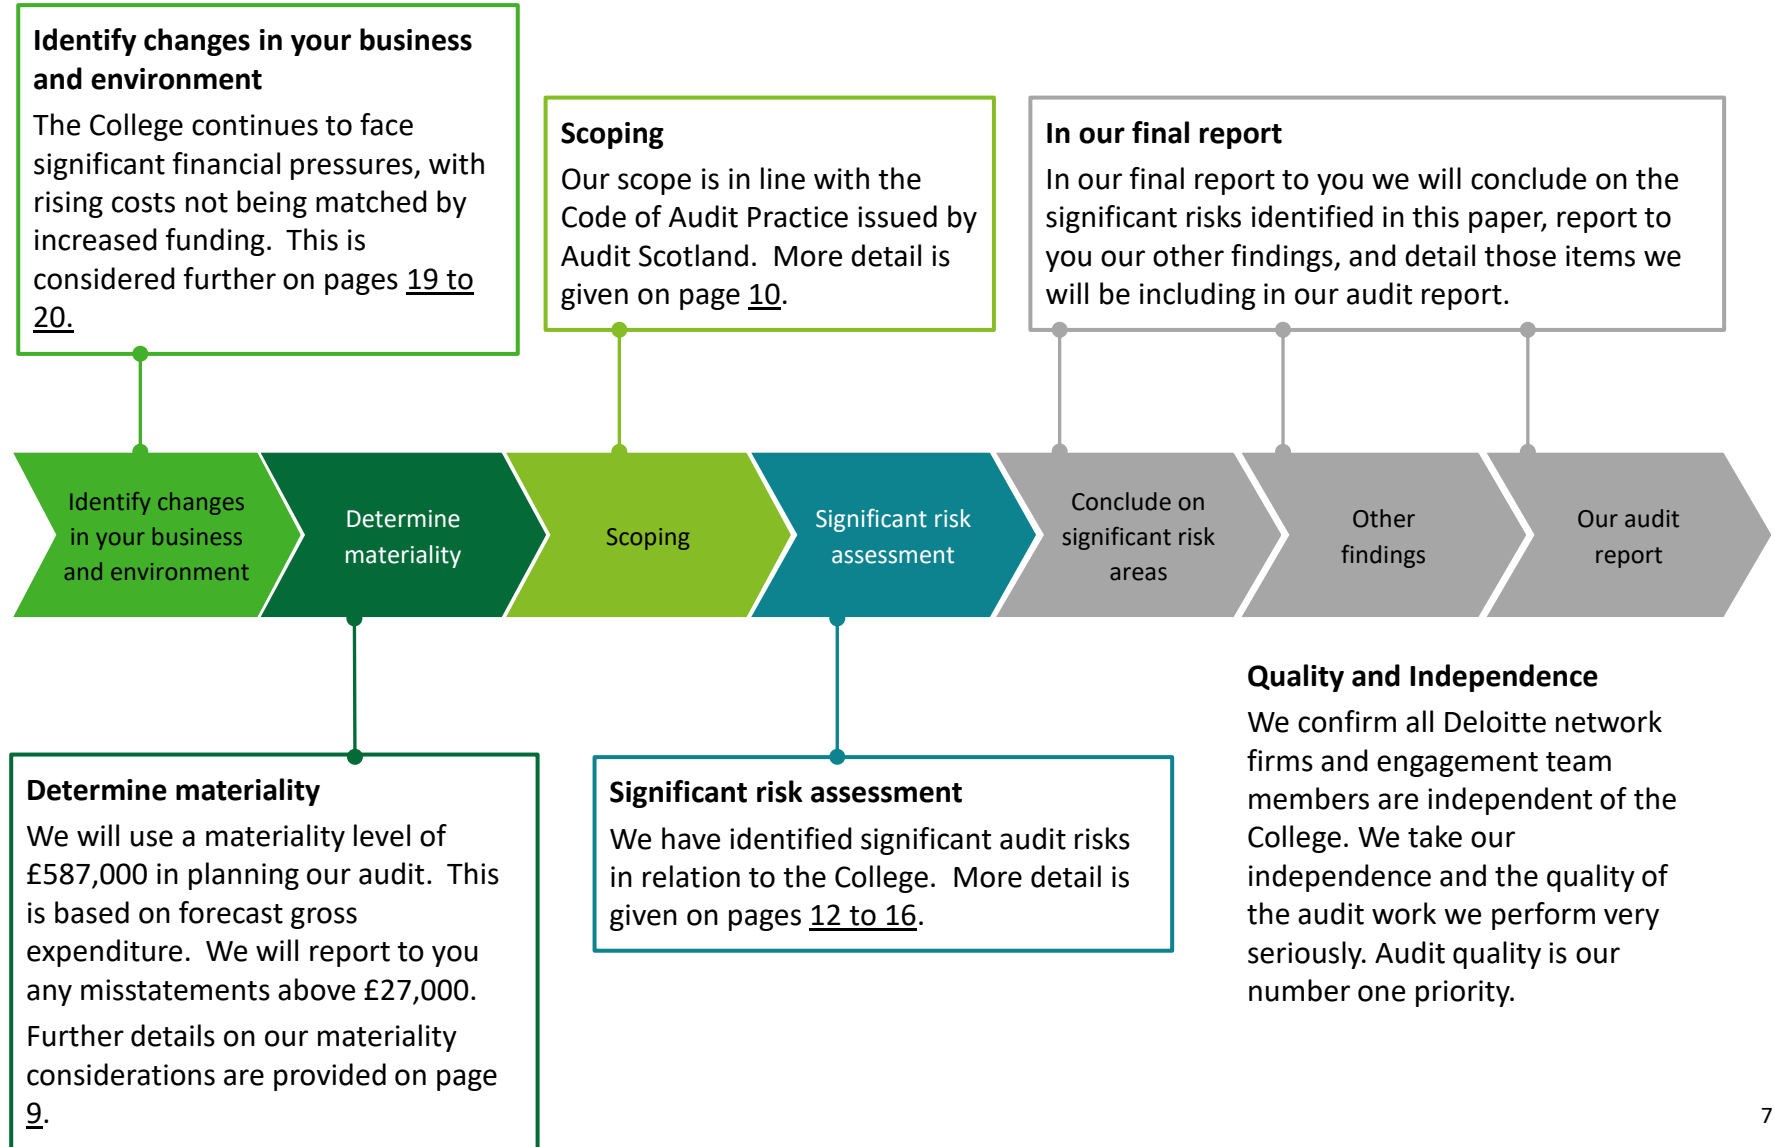 Identify changes in your business
and environment
The College continues to face
significant financial pressures, with
rising costs not being matched by
increased funding.  This is
considered further on pages 19 to
20.
Scoping
Our scope is in line with the
Code of Audit Practice issued by
Audit Scotland.  More detail is
given on page 10.
In our final report
In our final report to you we will conclude on the
significant risks identified in this paper, report to
you our other findings, and detail those items we
will be including in our audit report.
Identify changes
in your business
and environment
Determine
materiality
Scoping
Significant risk
assessment
Conclude on
significant risk
areas
Other
findings
Our audit
report
Determine materiality
We will use a materiality level of
£587,000 in planning our audit.  This
is based on forecast gross
expenditure.  We will report to you
any misstatements above £27,000.
Further details on our materiality
considerations are provided on page
9.
Significant risk assessment
We have identified significant audit risks
in relation to the College.  More detail is
given on pages 12 to 16.
Quality and Independence
We confirm all Deloitte network
firms and engagement team
members are independent of the
College. We take our
independence and the quality of
the audit work we perform very
seriously. Audit quality is our
number one priority.
7